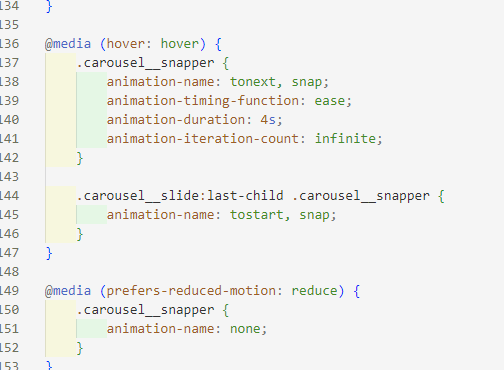 134 }
135
136 @media (hover: hover) {
137 .carousel__snapper {
138 animation-name: tonext, snap;
139 animation-timing-function: ease;
140 animation-duration: 4s;
141 animation-iteration-count: infinite;
142 }
143
144 .carousel__slide:last-child .carousel__snapper {
145 animation-name: tostart, snap;
146 }
147 }
148
149 @media (prefers-reduced-motion: reduce) {
150 .carousel__snapper {
151 animation-name: none;
152 }
153 }